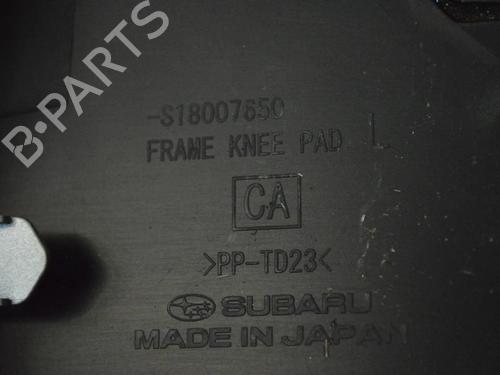 -S18007650
FRAME KNEE PAD L
CA
>PP-TD23<
SUBARU
MADE IN JAPAN
B-PARTS